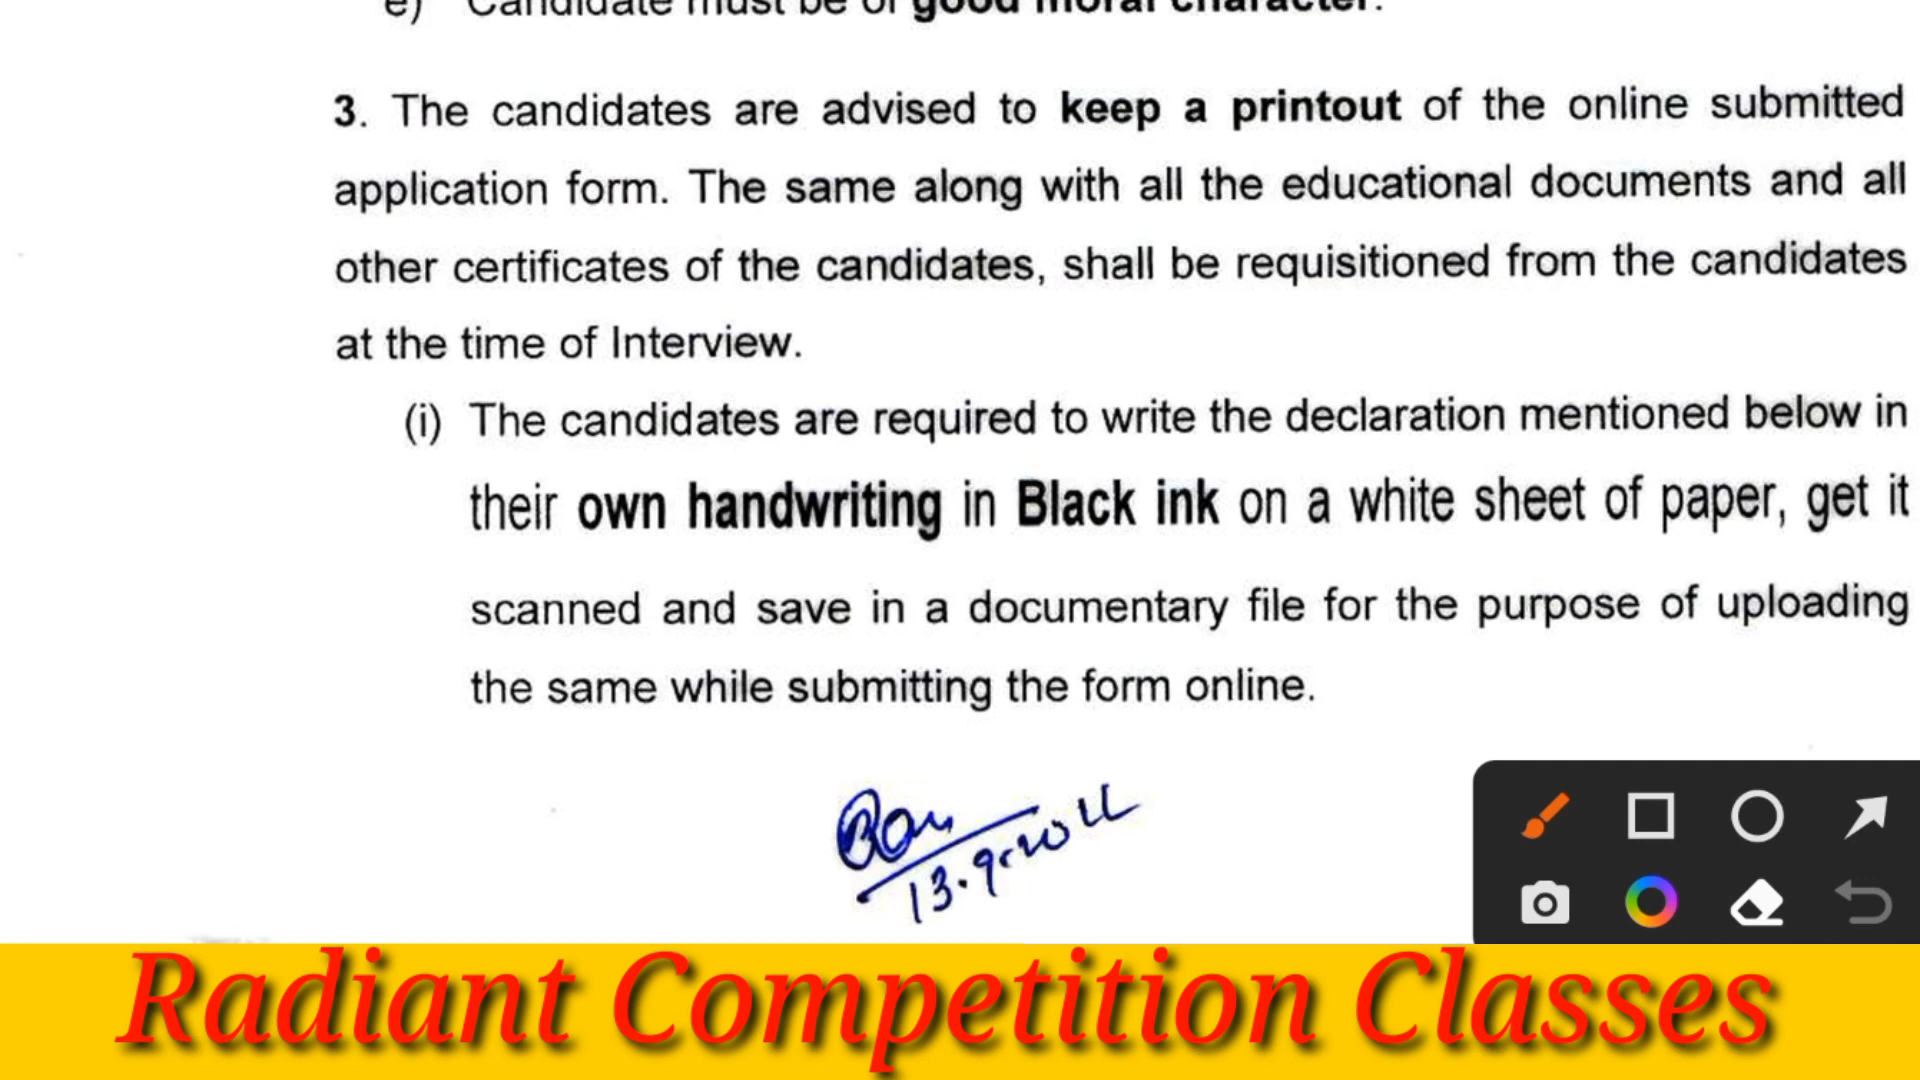 e) Candidate must be of good moral character.
3. The candidates are advised to keep a printout of the online submitted
application form. The same along with all the educational documents and all
other certificates of the candidates, shall be requisitioned from the candidates
at the time of Interview.
(i) The candidates are required to write the declaration mentioned below in
their own handwriting in Black ink on a white sheet of paper, get it
scanned and save in a documentary file for the purpose of uploading
the same while submitting the form online.
Radiant Competition Classes